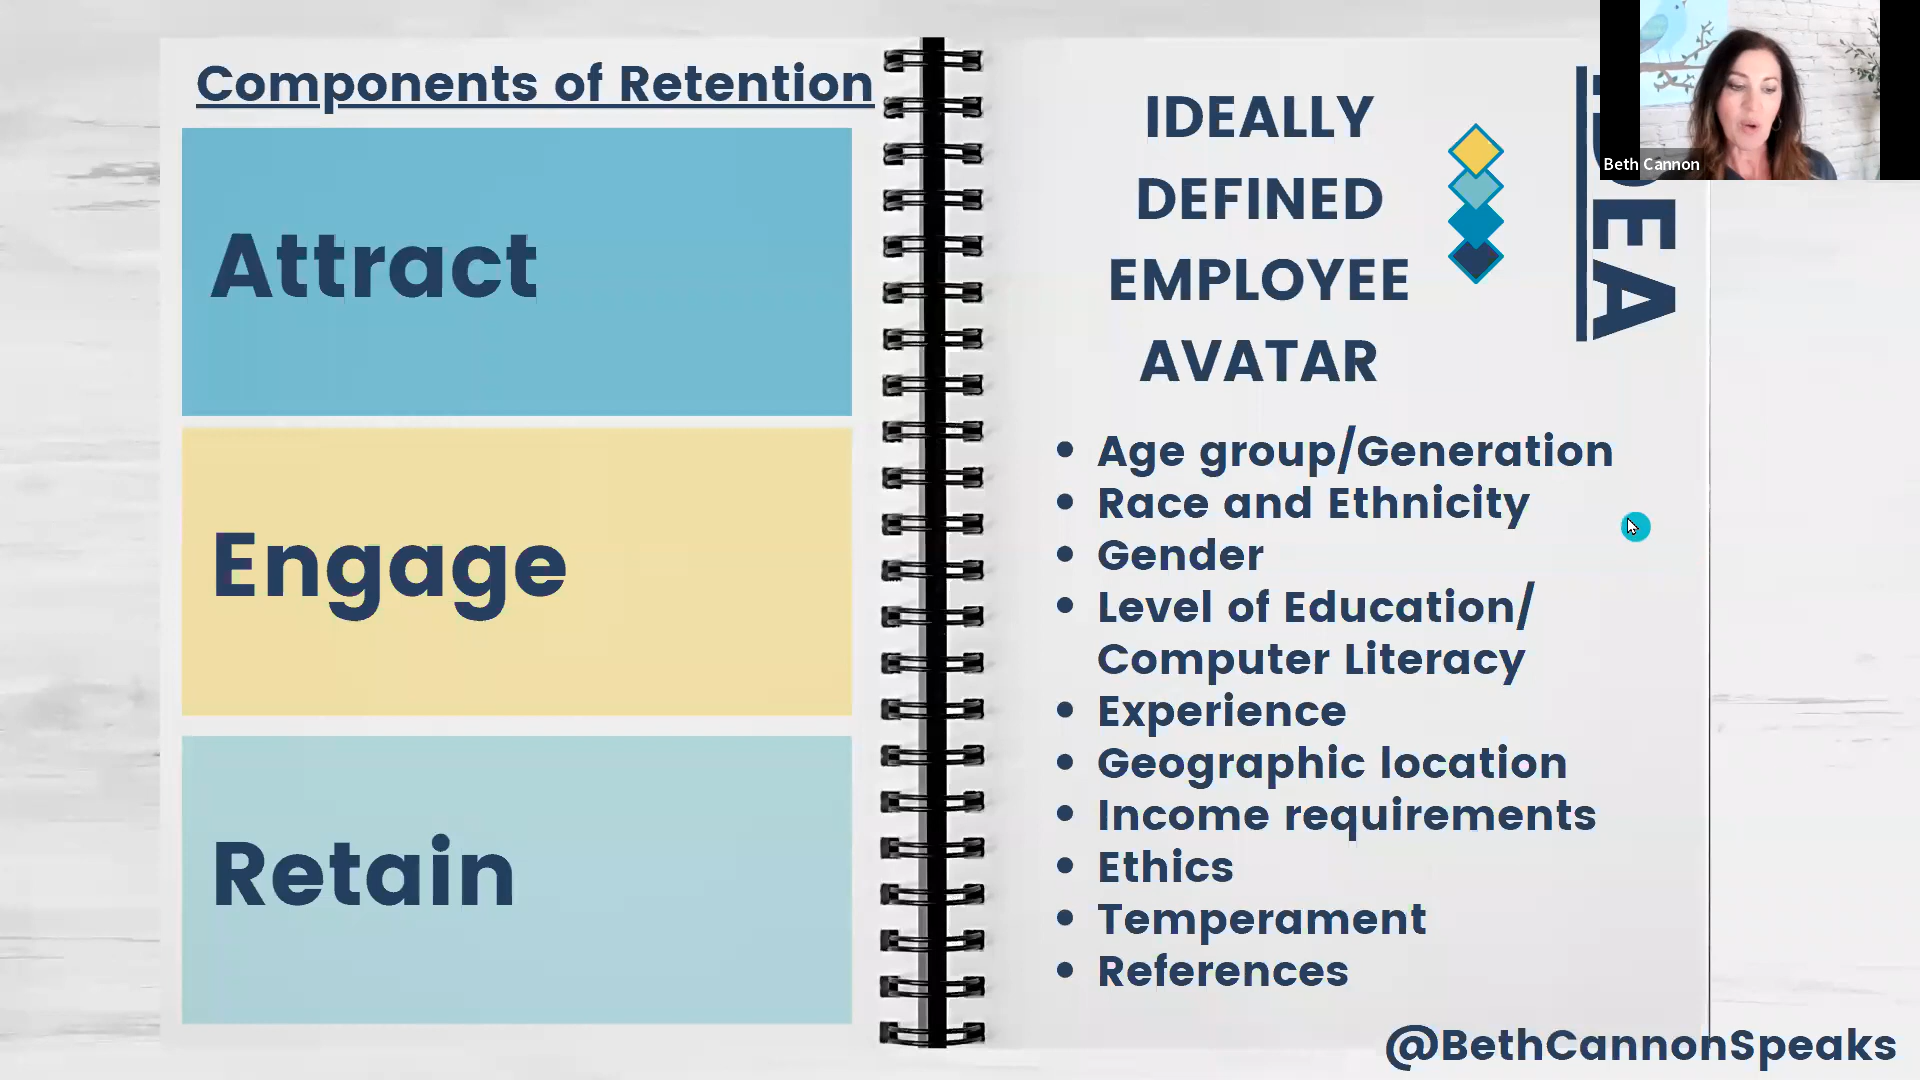 Components of Retention
Attract
Engage
Retain
IDEALLY
DEFINED
EMPLOYEE
AVATAR
IDEA
• Age group/Generation
• Race and Ethnicity
• Gender
• Level of Education/
Computer Literacy
• Experience
• Geographic location
• Income requirements
• Ethics
• Temperament
• References
Beth Cannon
@BethCannonSpeaks